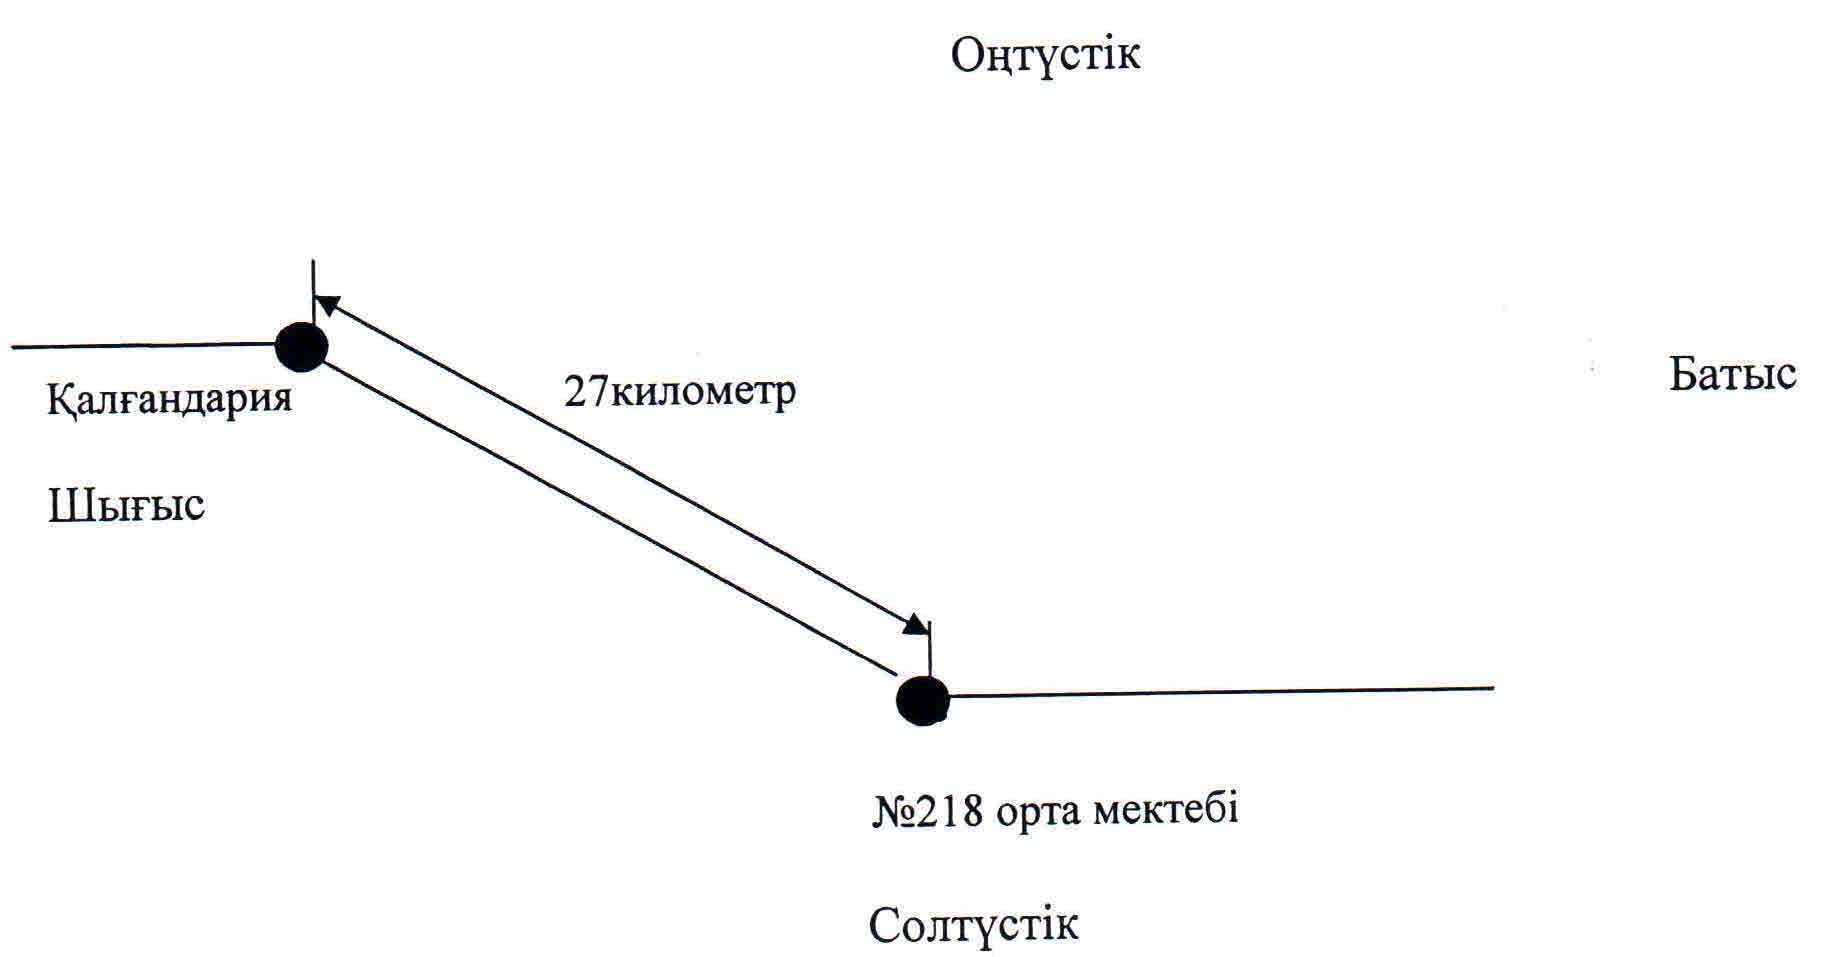 Оңтүстік
Батыс
27километр
Қалғандария
Шығыс
№218 орта мектебі
Солтүстік